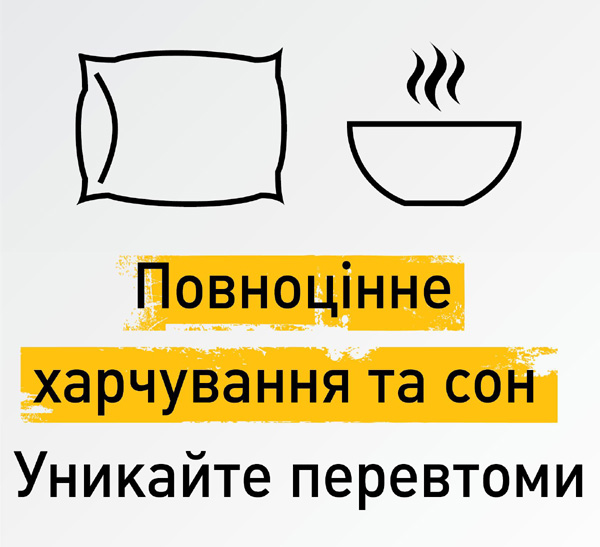 Повноцінне
харчування та сон
Уникайте перевтоми